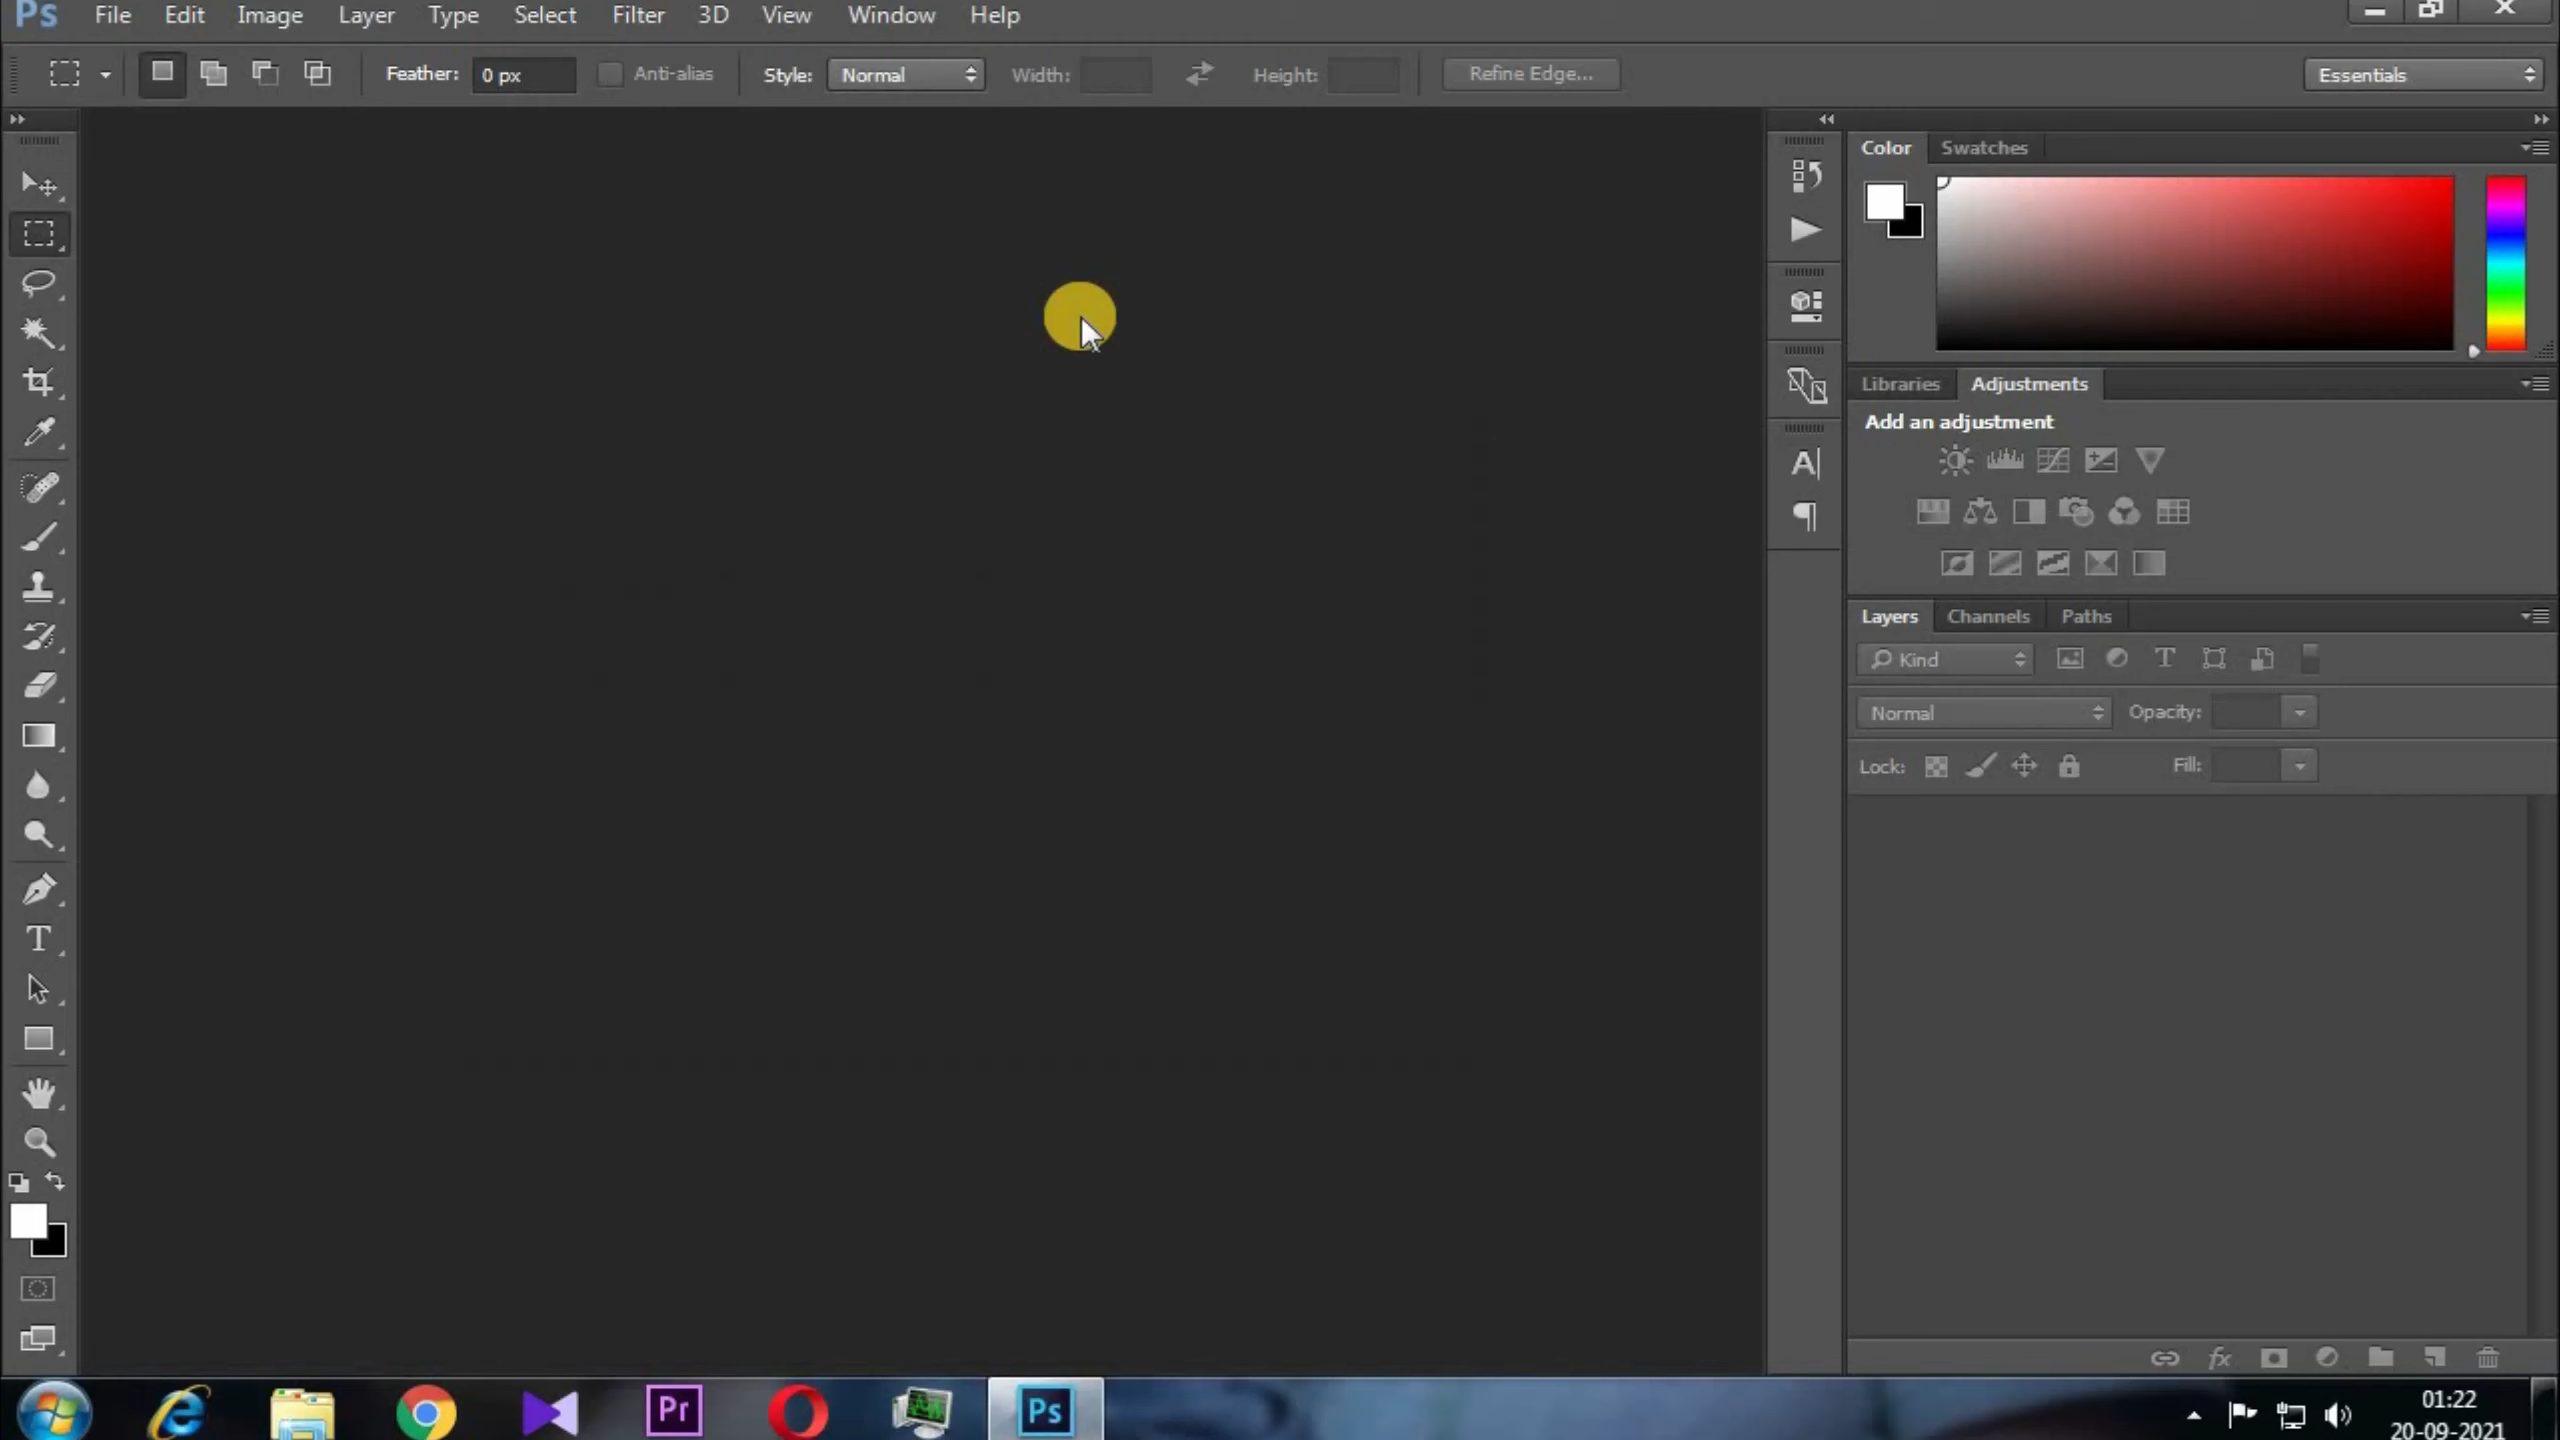 Ps File Edit Image Layer Type Select Filter 3D View Window Help
Feather: 0 px Anti-alias Style: Normal Width: Height: Refine Edge... Essentials
Color Swatches
Libraries Adjustments
Add an adjustment
Layers Channels Paths
Kind
Normal Opacity:
Lock: Fill:
Pr Ps 01:22
20-09-2021